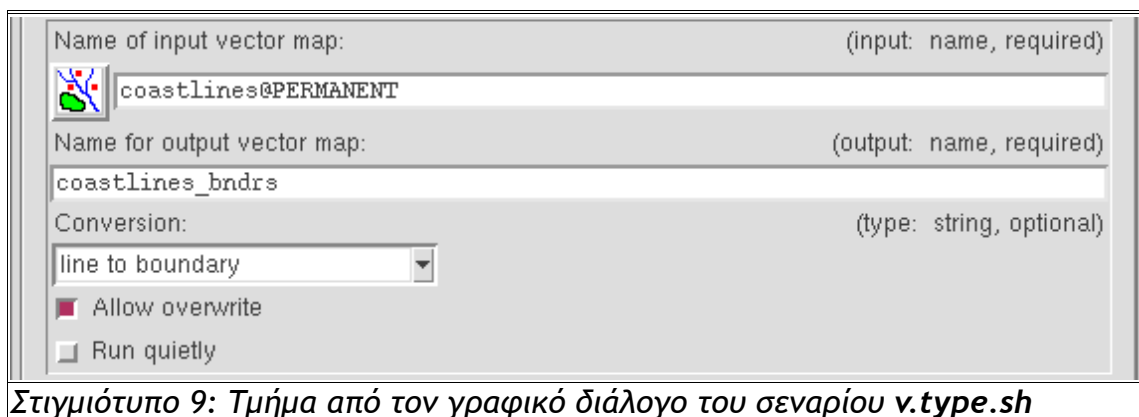 Name of input vector map: (input: name, required)
coastlines@PERMANENT
Name for output vector map: (output: name, required)
coastlines_bndrs
Conversion: (type: string, optional)
line to boundary
Allow overwrite
Run quietly
Στιγμιότυπο 9: Τμήμα από τον γραφικό διάλογο του σεναρίου v.type.sh